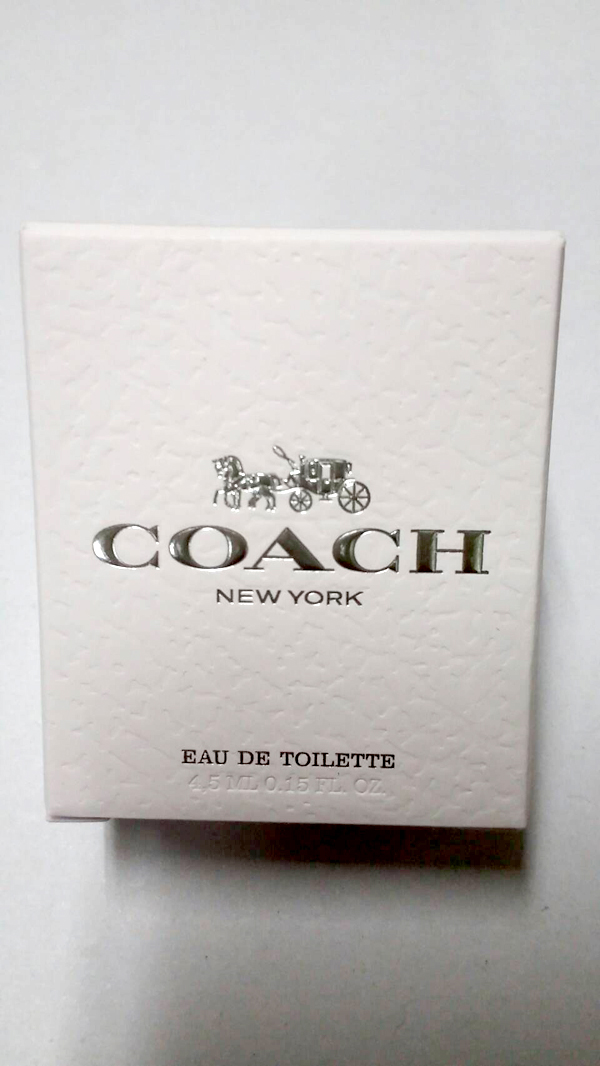 COACH
NEW YORK
EAU DE TOILETTE
4,5 ML 0.15 FL. OZ.